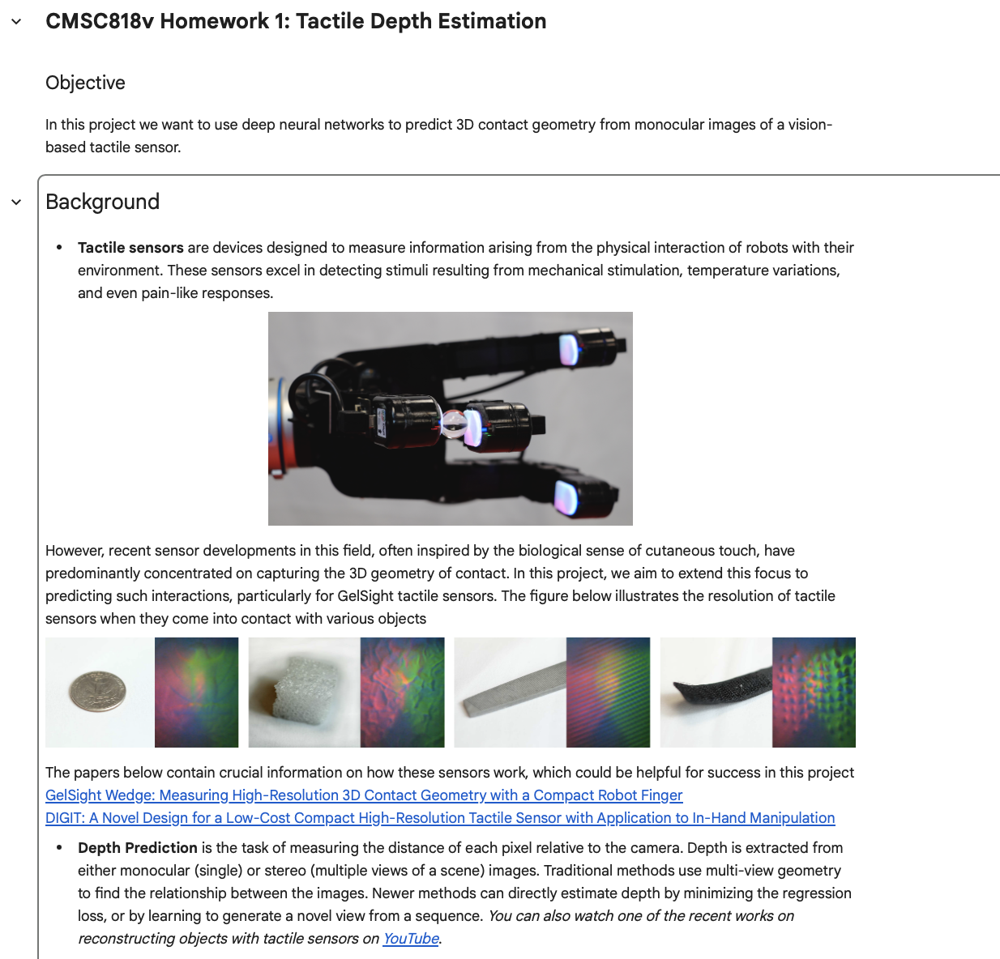 CMSC818v Homework 1: Tactile Depth Estimation
Objective
In this project we want to use deep neural networks to predict 3D contact geometry from monocular images of a vision-
based tactile sensor.
Background
• Tactile sensors are devices designed to measure information arising from the physical interaction of robots with their
environment. These sensors excel in detecting stimuli resulting from mechanical stimulation, temperature variations,
and even pain-like responses.
However, recent sensor developments in this field, often inspired by the biological sense of cutaneous touch, have
predominantly concentrated on capturing the 3D geometry of contact. In this project, we aim to extend this focus to
predicting such interactions, particularly for GelSight tactile sensors. The figure below illustrates the resolution of tactile
sensors when they come into contact with various objects
The papers below contain crucial information on how these sensors work, which could be helpful for success in this project
GelSight Wedge: Measuring High-Resolution 3D Contact Geometry with a Compact Robot Finger
DIGIT: A Novel Design for a Low-Cost Compact High-Resolution Tactile Sensor with Application to In-Hand Manipulation
• Depth Prediction is the task of measuring the distance of each pixel relative to the camera. Depth is extracted from
either monocular (single) or stereo (multiple views of a scene) images. Traditional methods use multi-view geometry
to find the relationship between the images. Newer methods can directly estimate depth by minimizing the regression
loss, or by learning to generate a novel view from a sequence. You can also watch one of the recent works on
reconstructing objects with tactile sensors on YouTube.